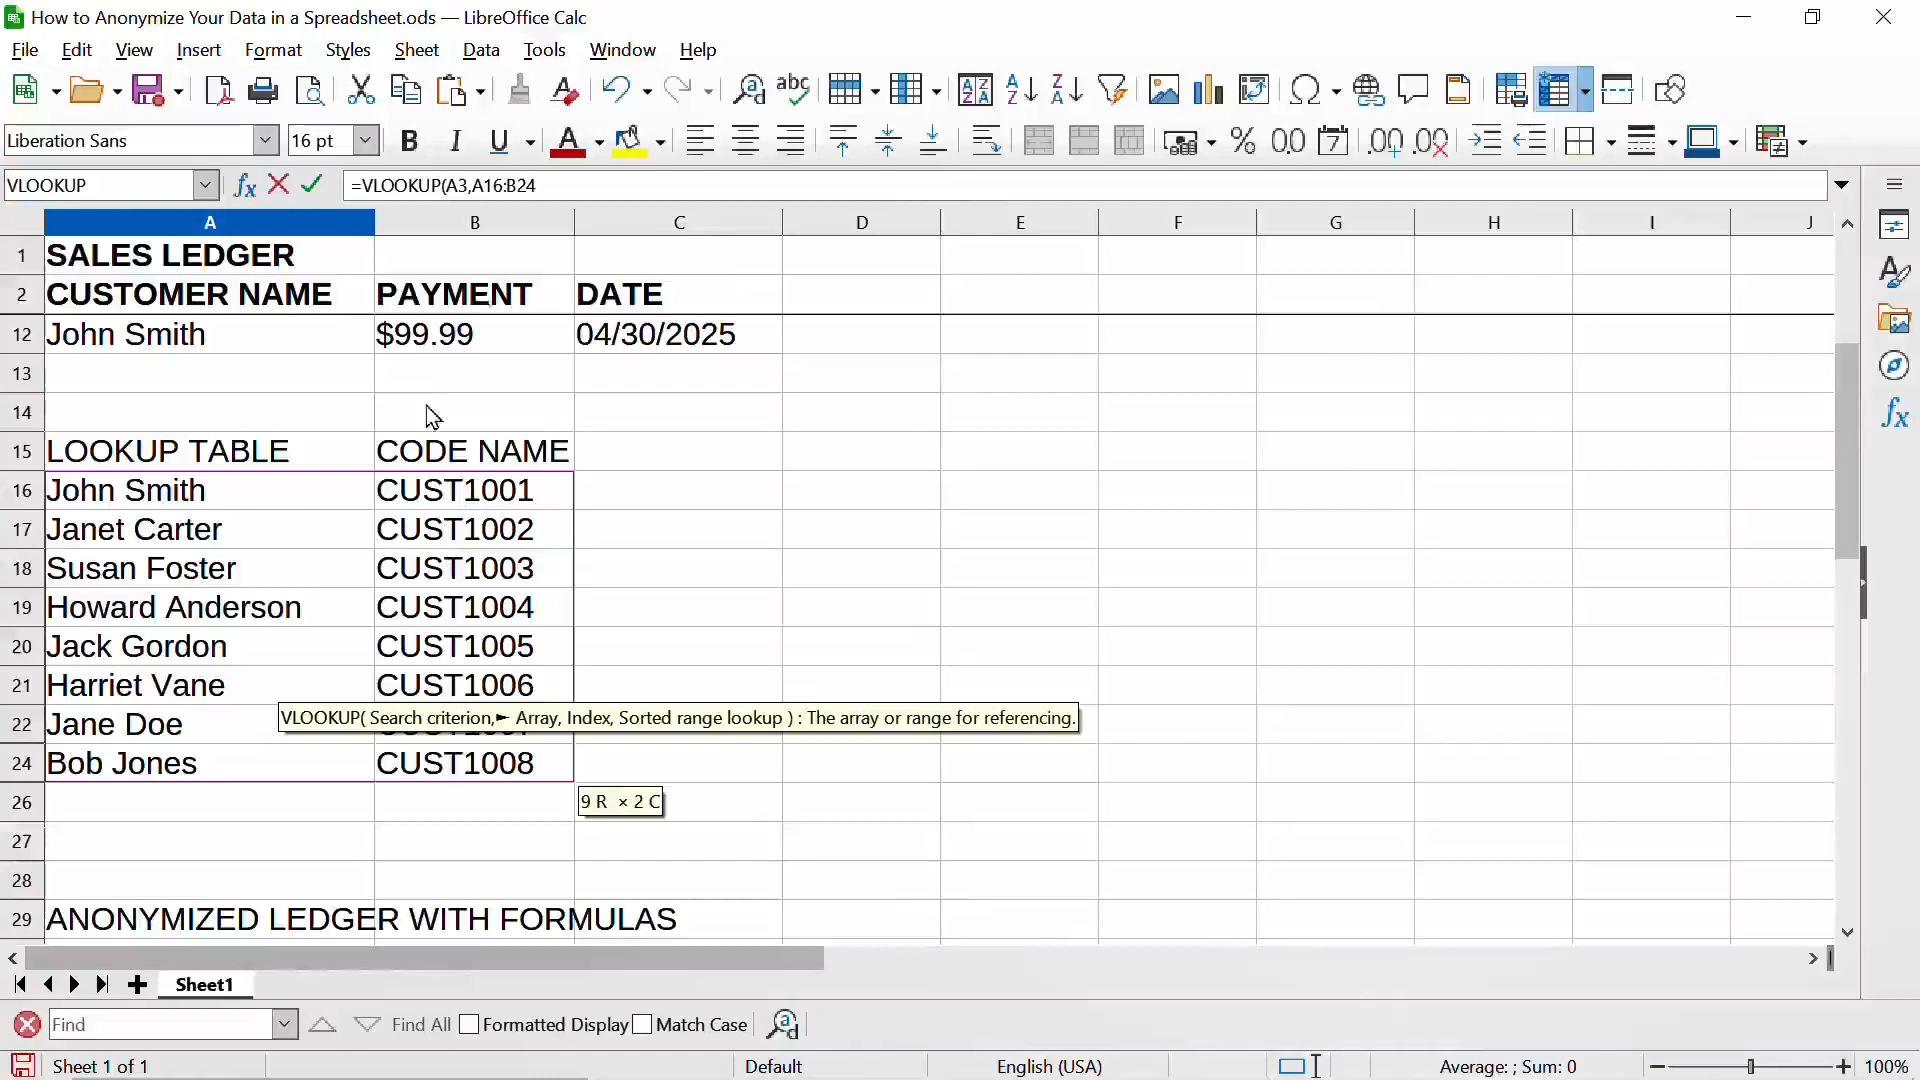 How to Anonymize Your Data in a Spreadsheet.ods — LibreOffice Calc
File Edit View Insert Format Styles Sheet Data Tools Window Help
Liberation Sans 16 pt
VLOOKUP =VLOOKUP(A3,A16:B24
A B C D E F G H I J
1 SALES LEDGER
2 CUSTOMER NAME PAYMENT DATE
12 John Smith $99.99 04/30/2025
13
14
15 LOOKUP TABLE CODE NAME
16 John Smith CUST1001
17 Janet Carter CUST1002
18 Susan Foster CUST1003
19 Howard Anderson CUST1004
20 Jack Gordon CUST1005
21 Harriet Vane CUST1006
VLOOKUP( Search criterion,► Array, Index, Sorted range lookup ) : The array or range for referencing.
22 Jane Doe
24 Bob Jones CUST1008
26 9 R × 2 C
27
28
29 ANONYMIZED LEDGER WITH FORMULAS
Sheet1
Find Find All Formatted Display Match Case
Sheet 1 of 1 Default English (USA) Average: ; Sum: 0 100%